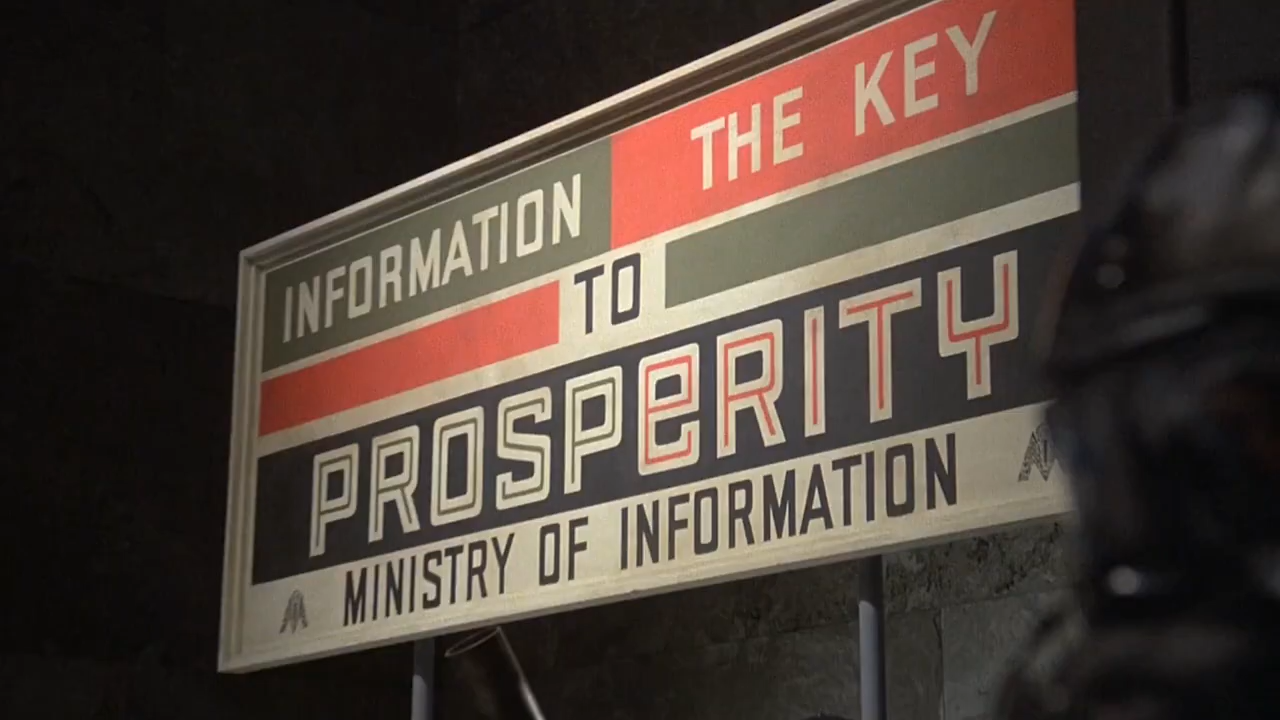 INFORMATION THE KEY
TO
PROSPeRITY
MINISTRY OF INFORMATION